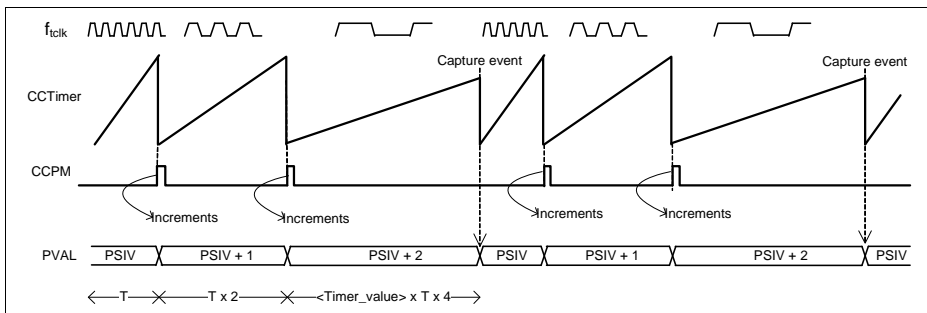 f_tclk
Capture event Capture event
CCTimer
CCPM
Increments Increments Increments Increments
PVAL PSIV PSIV + 1 PSIV + 2 PSIV PSIV + 1 PSIV + 2 PSIV
T T x 2 <Timer_value> x T x 4